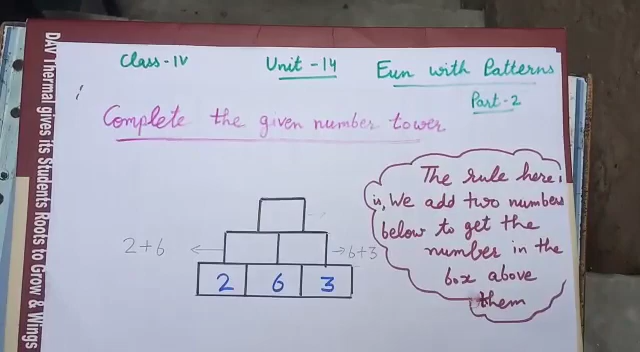 DAV Thermal gives its Students Roots to Grow & Wings
Class-IV Unit-14 Fun with Patterns
Part-2
Complete the given number tower
The rule here
is, We add two numbers
below to get the
number in the
box above
them
2+6 6+3
2 6 3